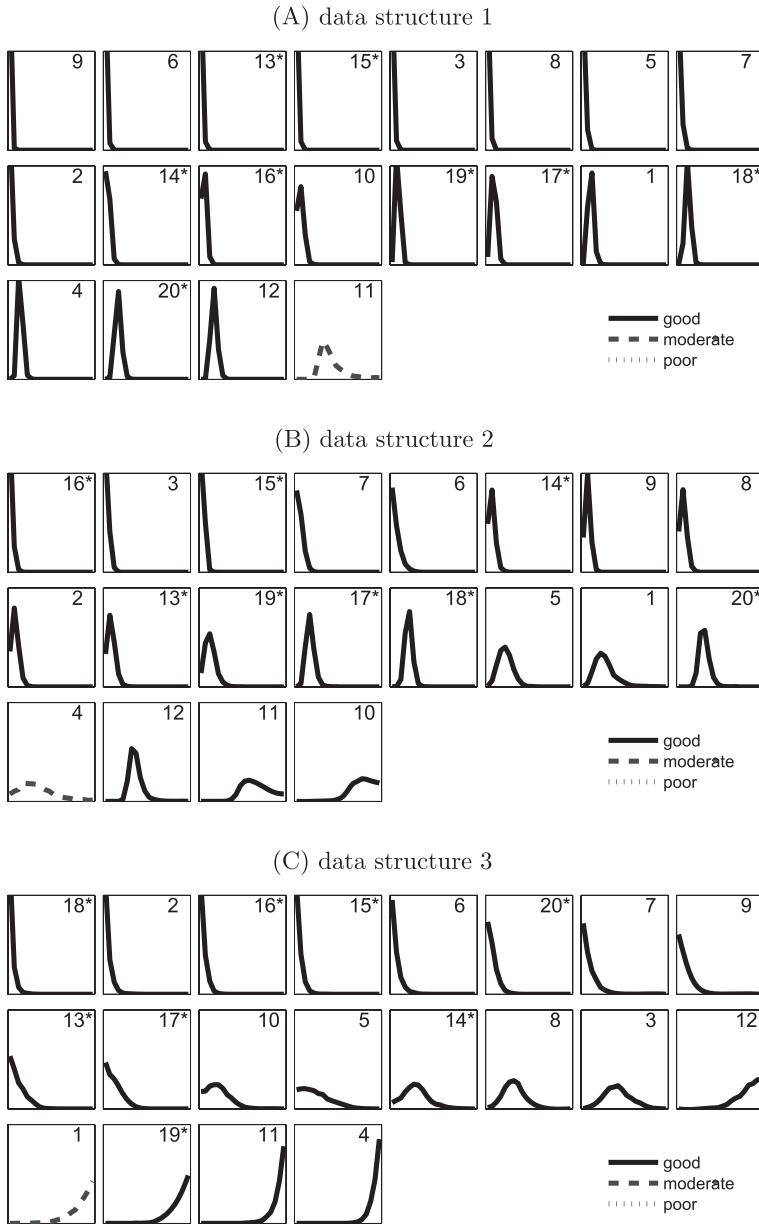 (A) data structure 1
9 6 13* 15* 3 8 5 7
2 14* 16* 10 19* 17* 1 18*
4 20* 12 11
good
moderate
poor
(B) data structure 2
16* 3 15* 7 6 14* 9 8
2 13* 19* 17* 18* 5 1 20*
4 12 11 10
good
moderate
poor
(C) data structure 3
18* 2 16* 15* 6 20* 7 9
13* 17* 10 5 14* 8 3 12
1 19* 11 4
good
moderate
poor